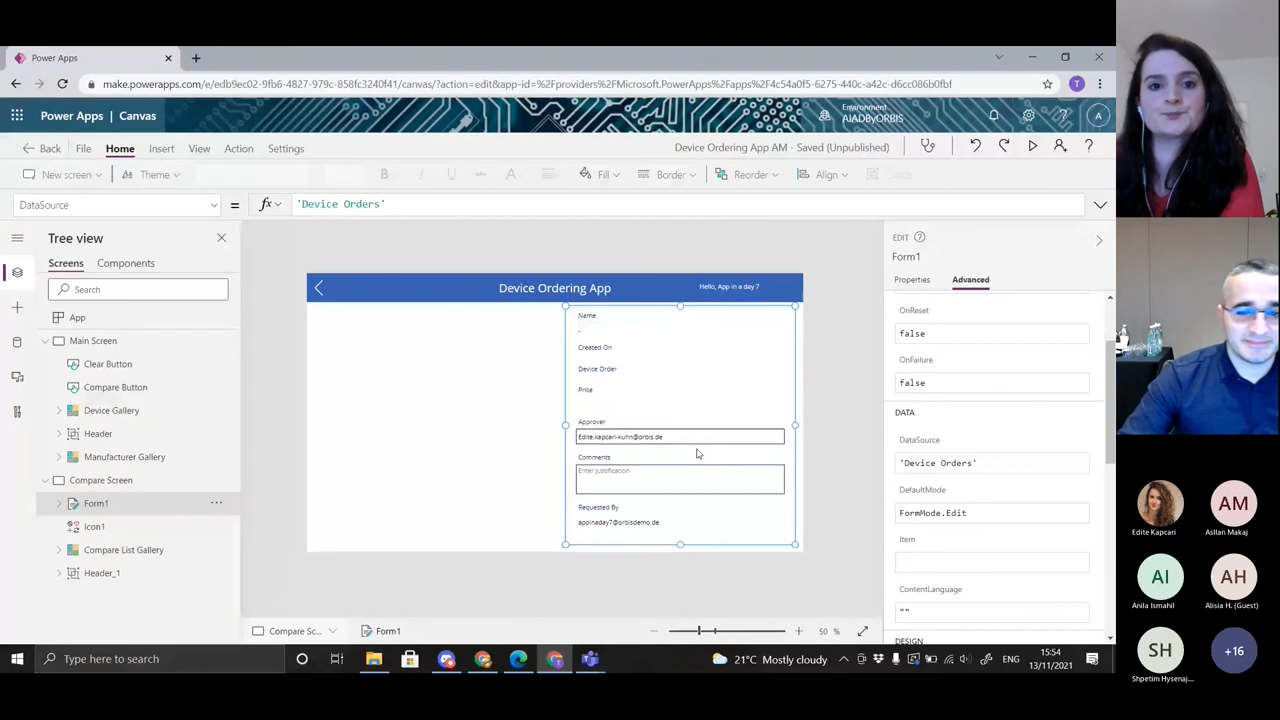 Power Apps
make.powerapps.com/e/edb9ec02-9fb6-4827-979c-858fc3240f41/canvas/?action=edit&app-id=%2Fproviders%2FMicrosoft.PowerApps%2Fapps%2F4c54a0f5-6275-440c-a42c-d6cc086b0fbf
T
Power Apps | Canvas
Environment
AIADByORBIS
A
Back File Home Insert View Action Settings
Device Ordering App AM - Saved (Unpublished)
New screen Theme B Fill Border Reorder Align
DataSource = fx 'Device Orders'
Tree view
Screens Components
Search
App
Main Screen
Clear Button
Compare Button
Device Gallery
Header
Manufacturer Gallery
Compare Screen
Form1 ...
Icon1
Compare List Gallery
Header_1
Device Ordering App
Hello, App in a day 7
Name
-
Created On
Device Order
Price
Approver
Edite.kapcari-kuhn@orbis.de
Comments
Enter Justification
Requested By
appinaday7@orbisdemo.de
Compare Sc... Form1
50 %
EDIT
Form1
Properties Advanced
OnReset
false
OnFailure
false
DATA
DataSource
'Device Orders'
DefaultMode
FormMode.Edit
Item
ContentLanguage
""
DESIGN
Type here to search
21°C Mostly cloudy
ENG
15:54
13/11/2021
Edite Kapcari
AM
Asllan Makaj
AI
Anila Ismahil
AH
Alisia H. (Guest)
SH
Shpetim Hysenaj...
+16